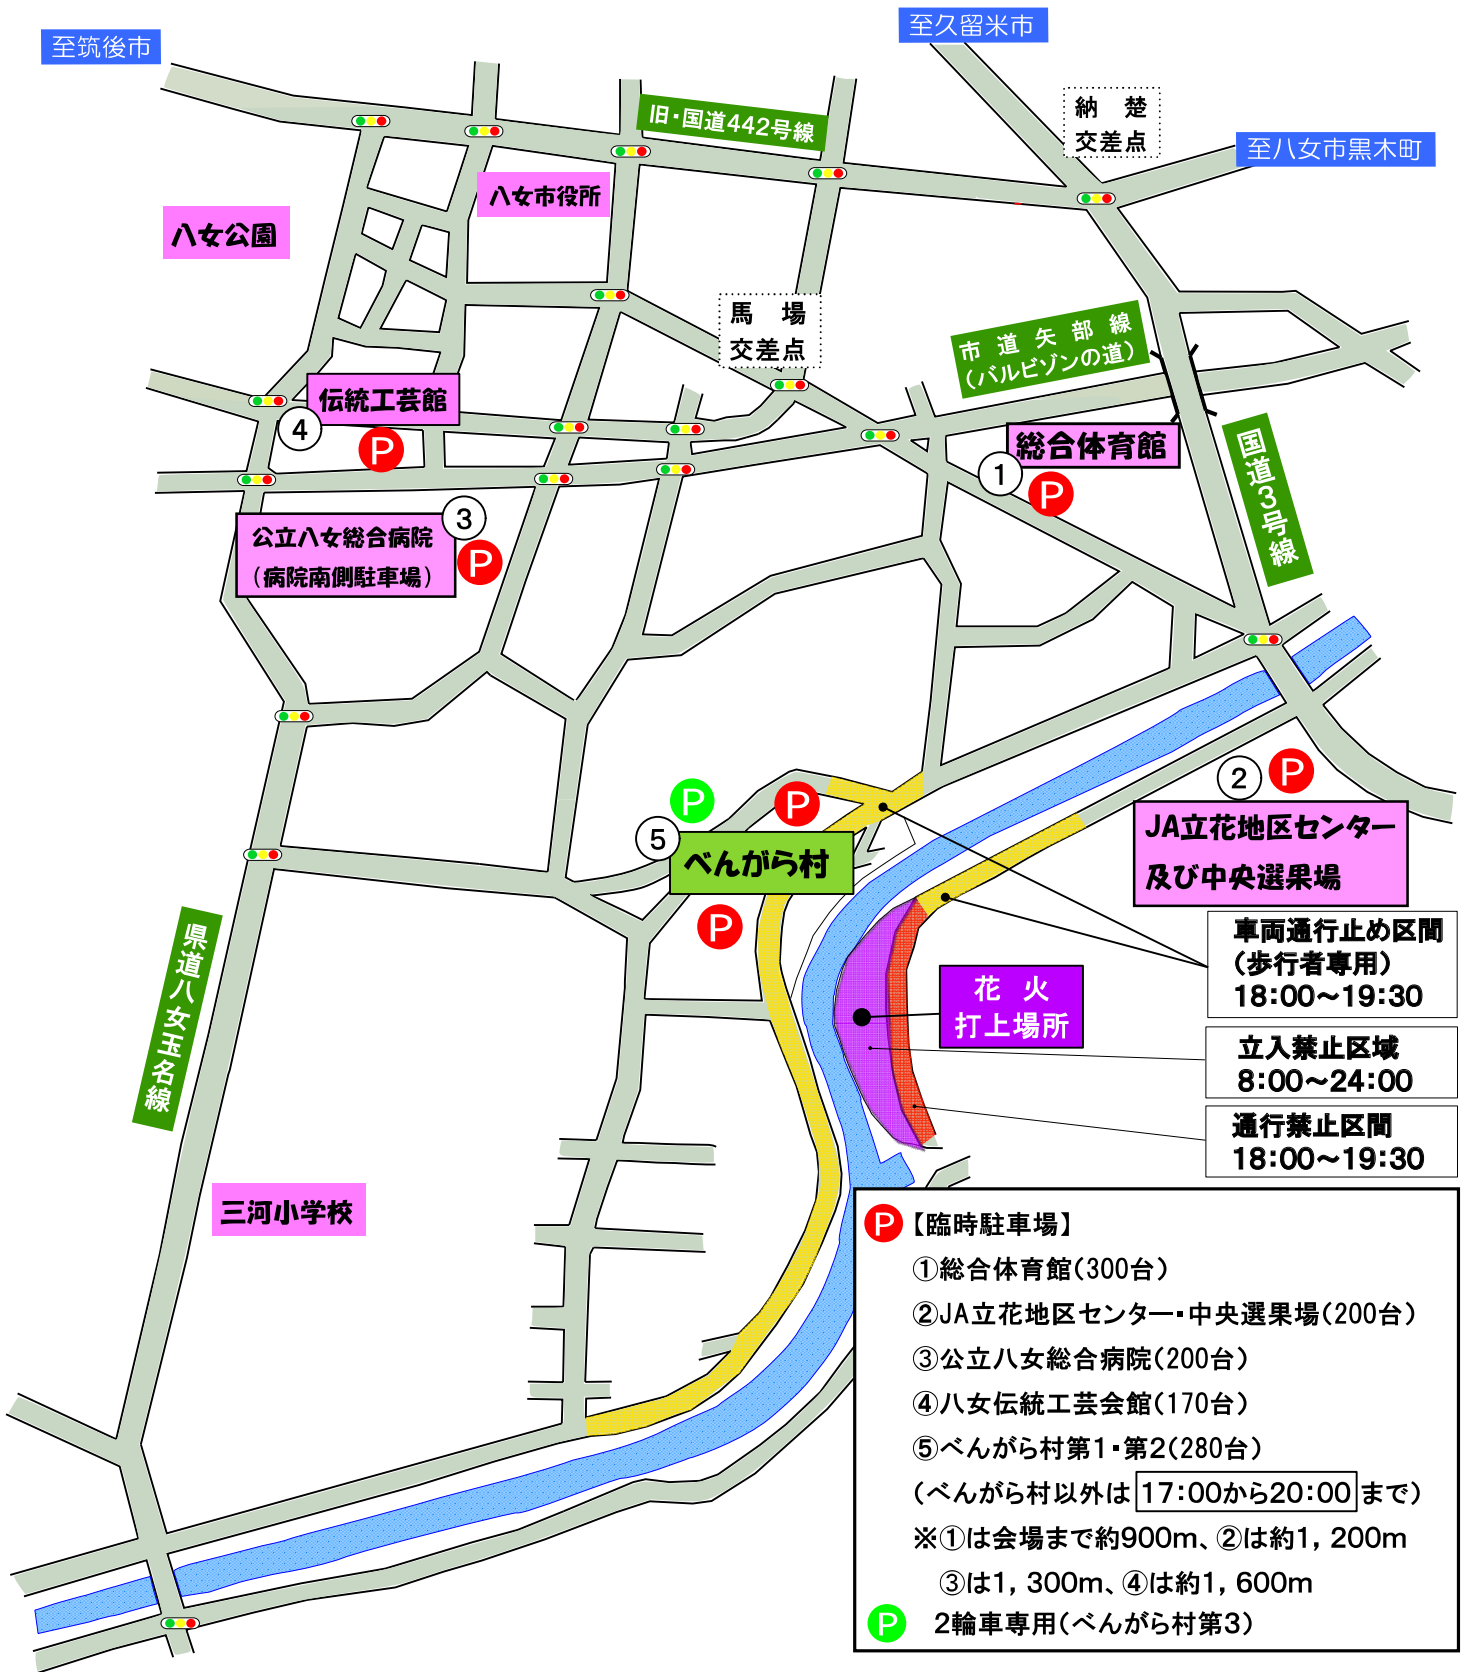 至筑後市
至久留米市
納　楚
交差点
旧・国道442号線
至八女市黒木町
八女市役所
八女公園
馬　場
交差点
市　道　矢　部　線
（バルビゾンの道）
伝統工芸館
④
P
総合体育館
①
P
国道3号線
公立八女総合病院
（病院南側駐車場）
③
P
②
P
JA立花地区センター
及び中央選果場
P
P
⑤
べんがら村
P
県道八女玉名線
車両通行止め区間
（歩行者専用）
18：00～19：30
花　火
打上場所
立入禁止区域
8：00～24：00
通行禁止区間
18：00～19：30
三河小学校
P【臨時駐車場】
①総合体育館（300台）
②JA立花地区センター・中央選果場（200台）
③公立八女総合病院（200台）
④八女伝統工芸会館（170台）
⑤べんがら村第1・第2（280台）
（べんがら村以外は 17：00から20：00 まで）
※①は会場まで約900m、②は約1，200m
③は1，300m、④は約1，600m
P　2輪車専用（べんがら村第3）